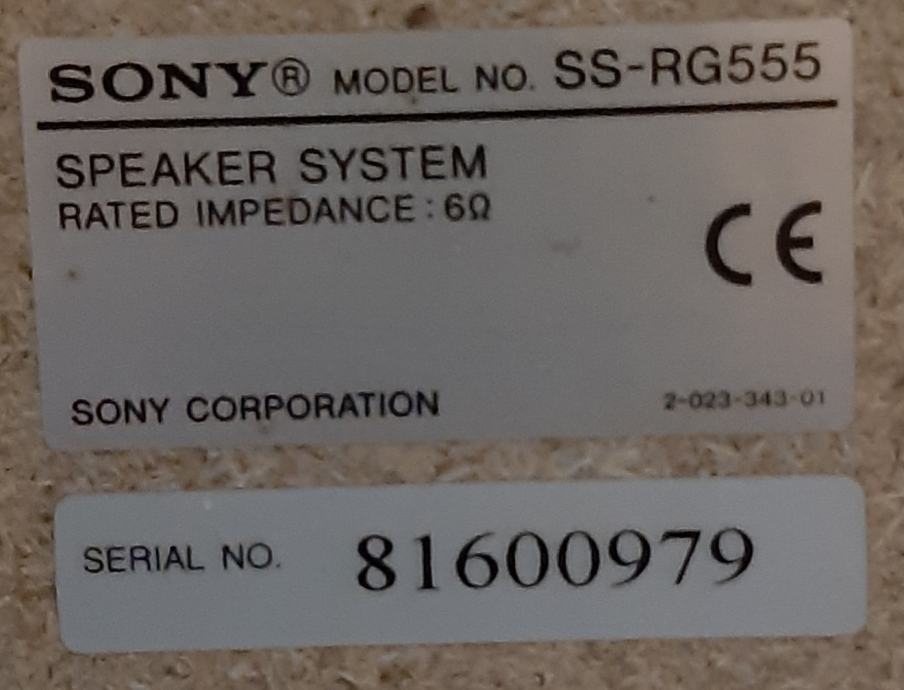 SONY® MODEL NO. SS-RG555
SPEAKER SYSTEM
RATED IMPEDANCE : 6Ω
CE
SONY CORPORATION 2-023-343-01
SERIAL NO. 81600979